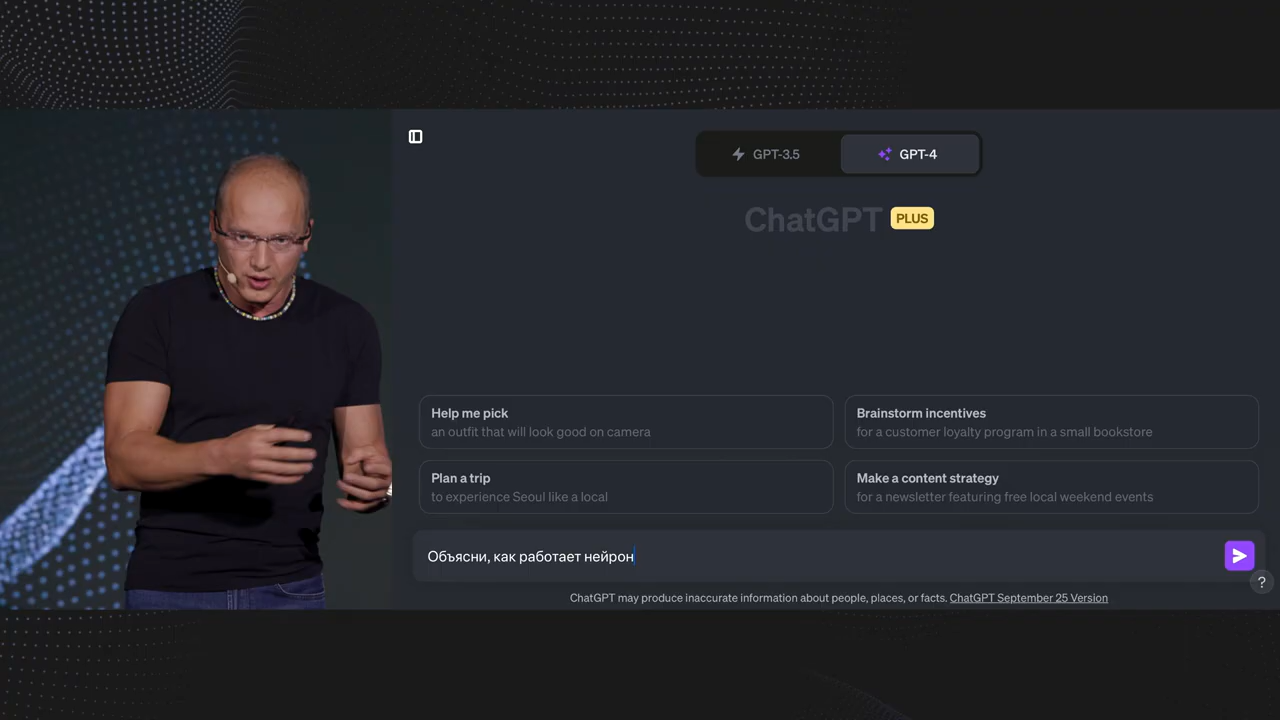 GPT-3.5
GPT-4
ChatGPT PLUS
Help me pick
an outfit that will look good on camera
Brainstorm incentives
for a customer loyalty program in a small bookstore
Plan a trip
to experience Seoul like a local
Make a content strategy
for a newsletter featuring free local weekend events
Объясни, как работает нейрон
?
ChatGPT may produce inaccurate information about people, places, or facts. ChatGPT September 25 Version